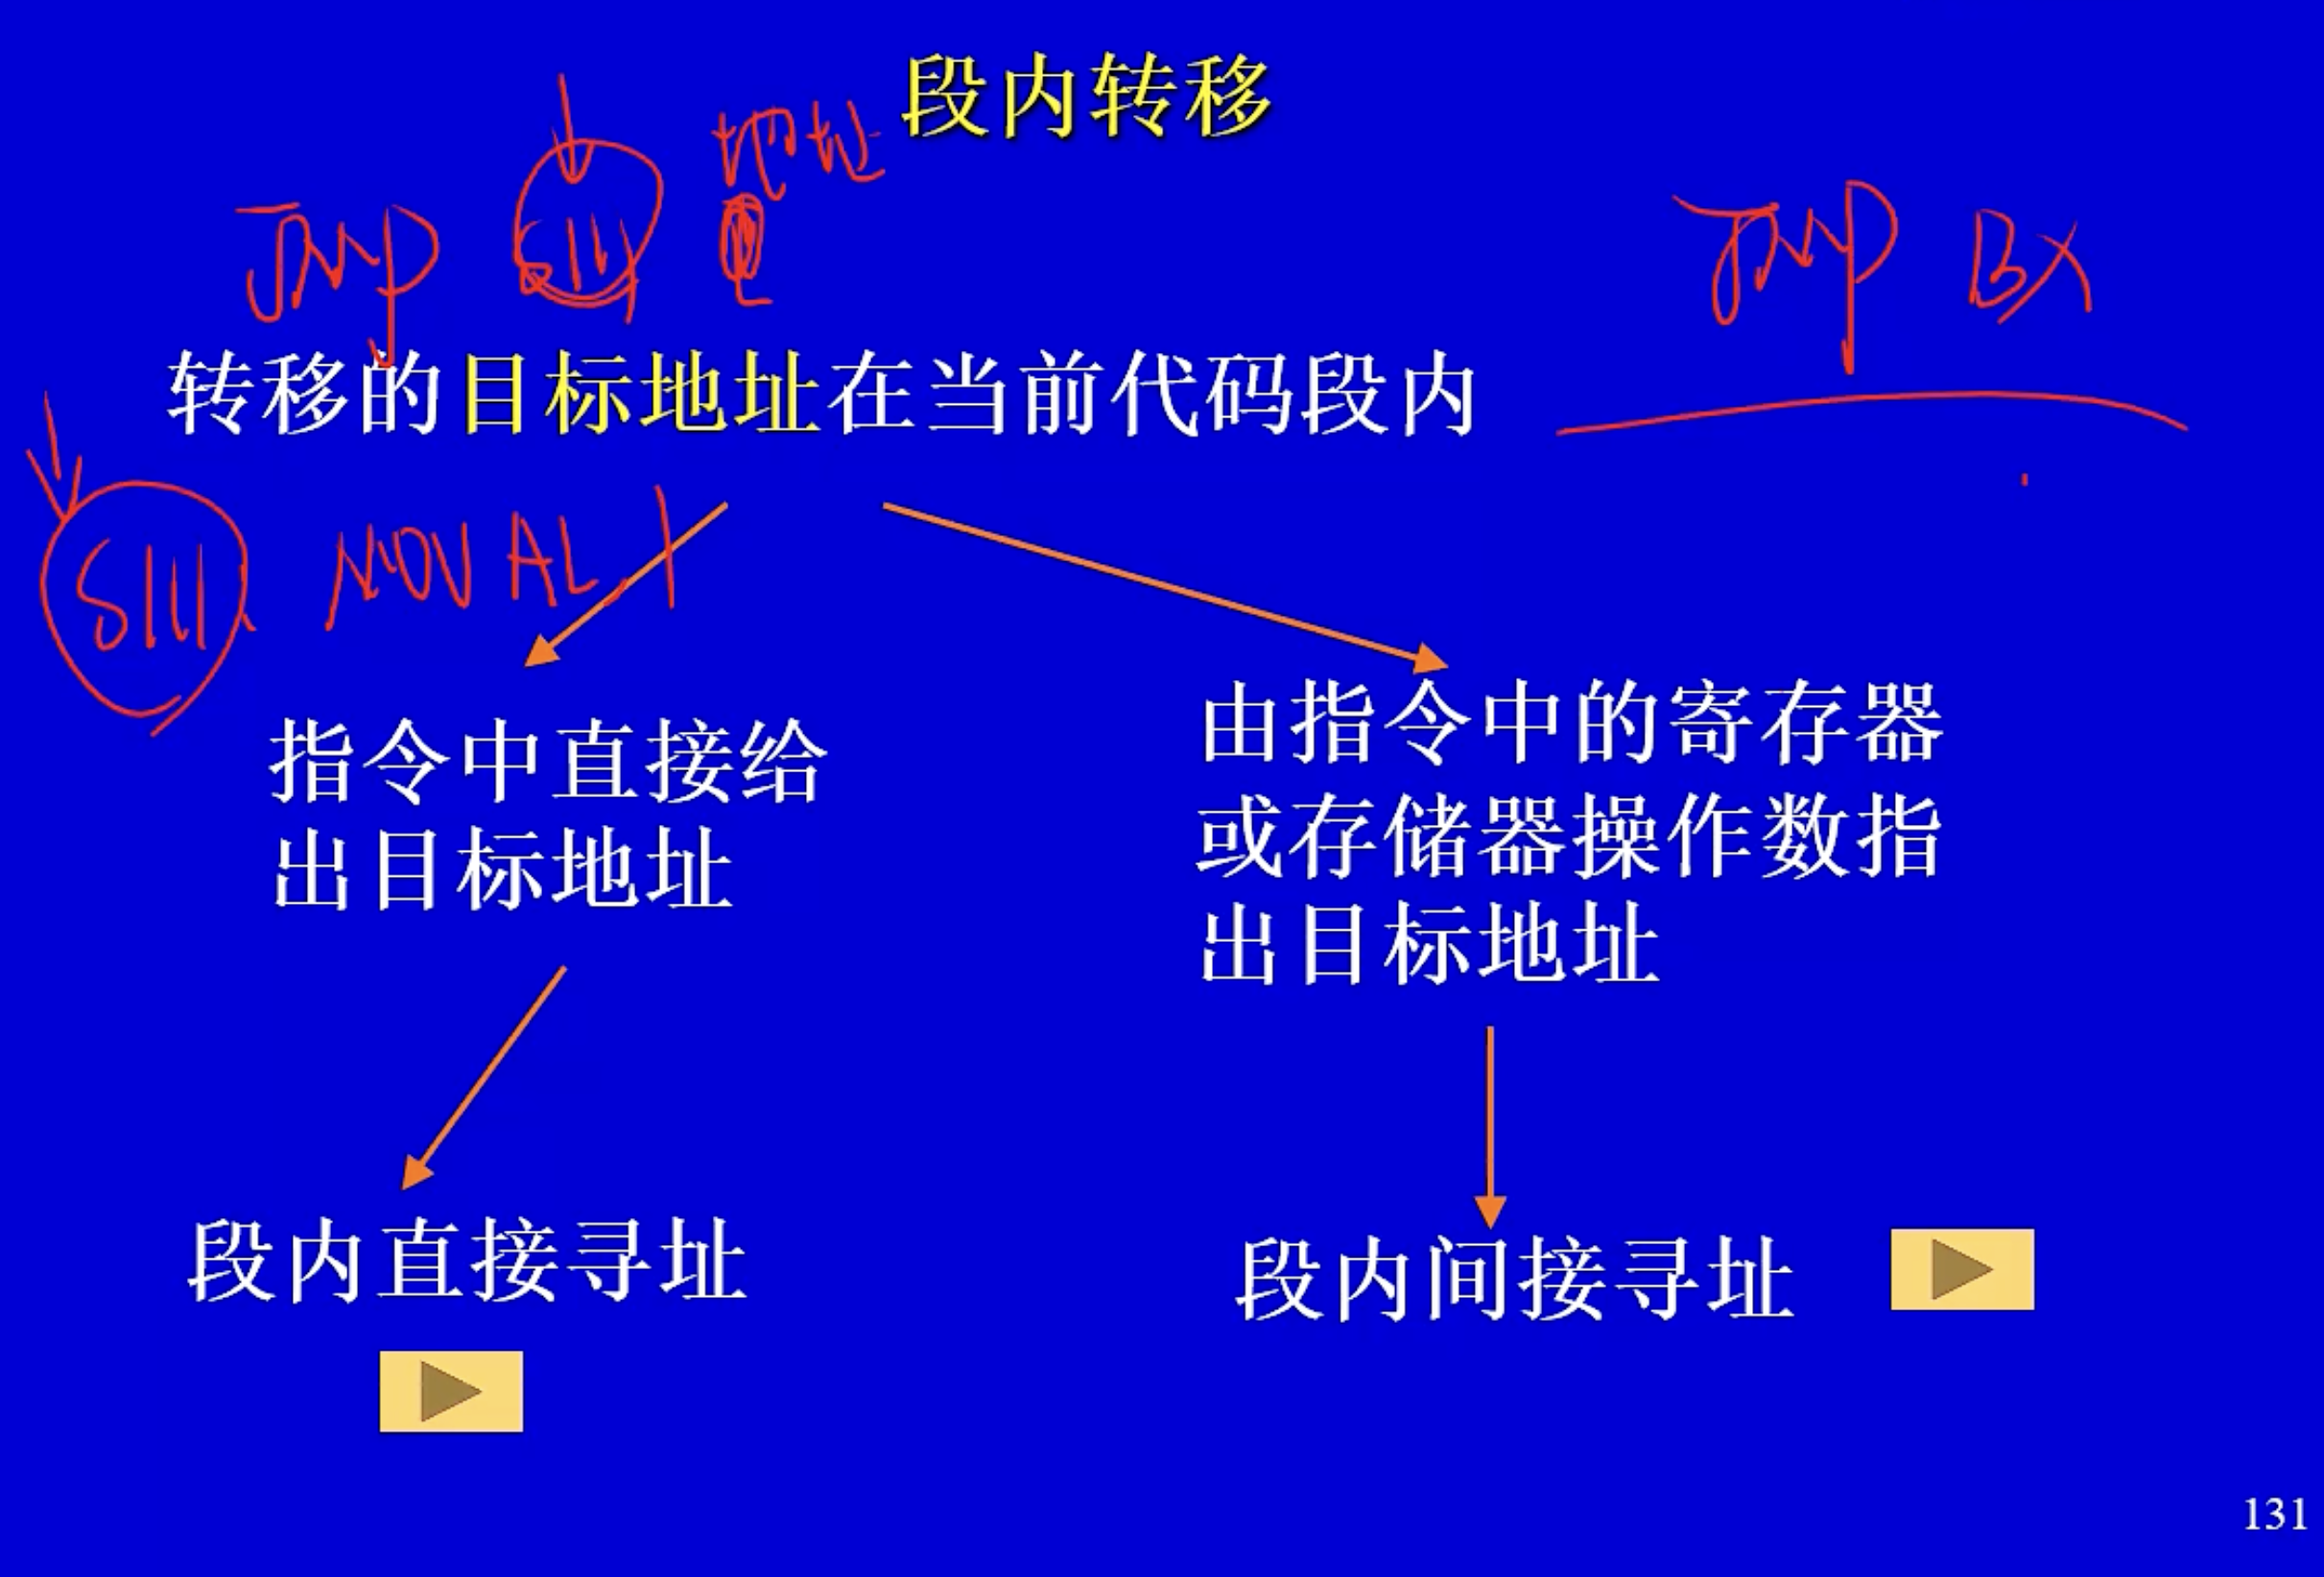 段内转移
地址
JMP S111
JMP BX
转移的目标地址在当前代码段内
S111 MOV AL, 1
指令中直接给
出目标地址
由指令中的寄存器
或存储器操作数指
出目标地址
段内直接寻址
段内间接寻址
131